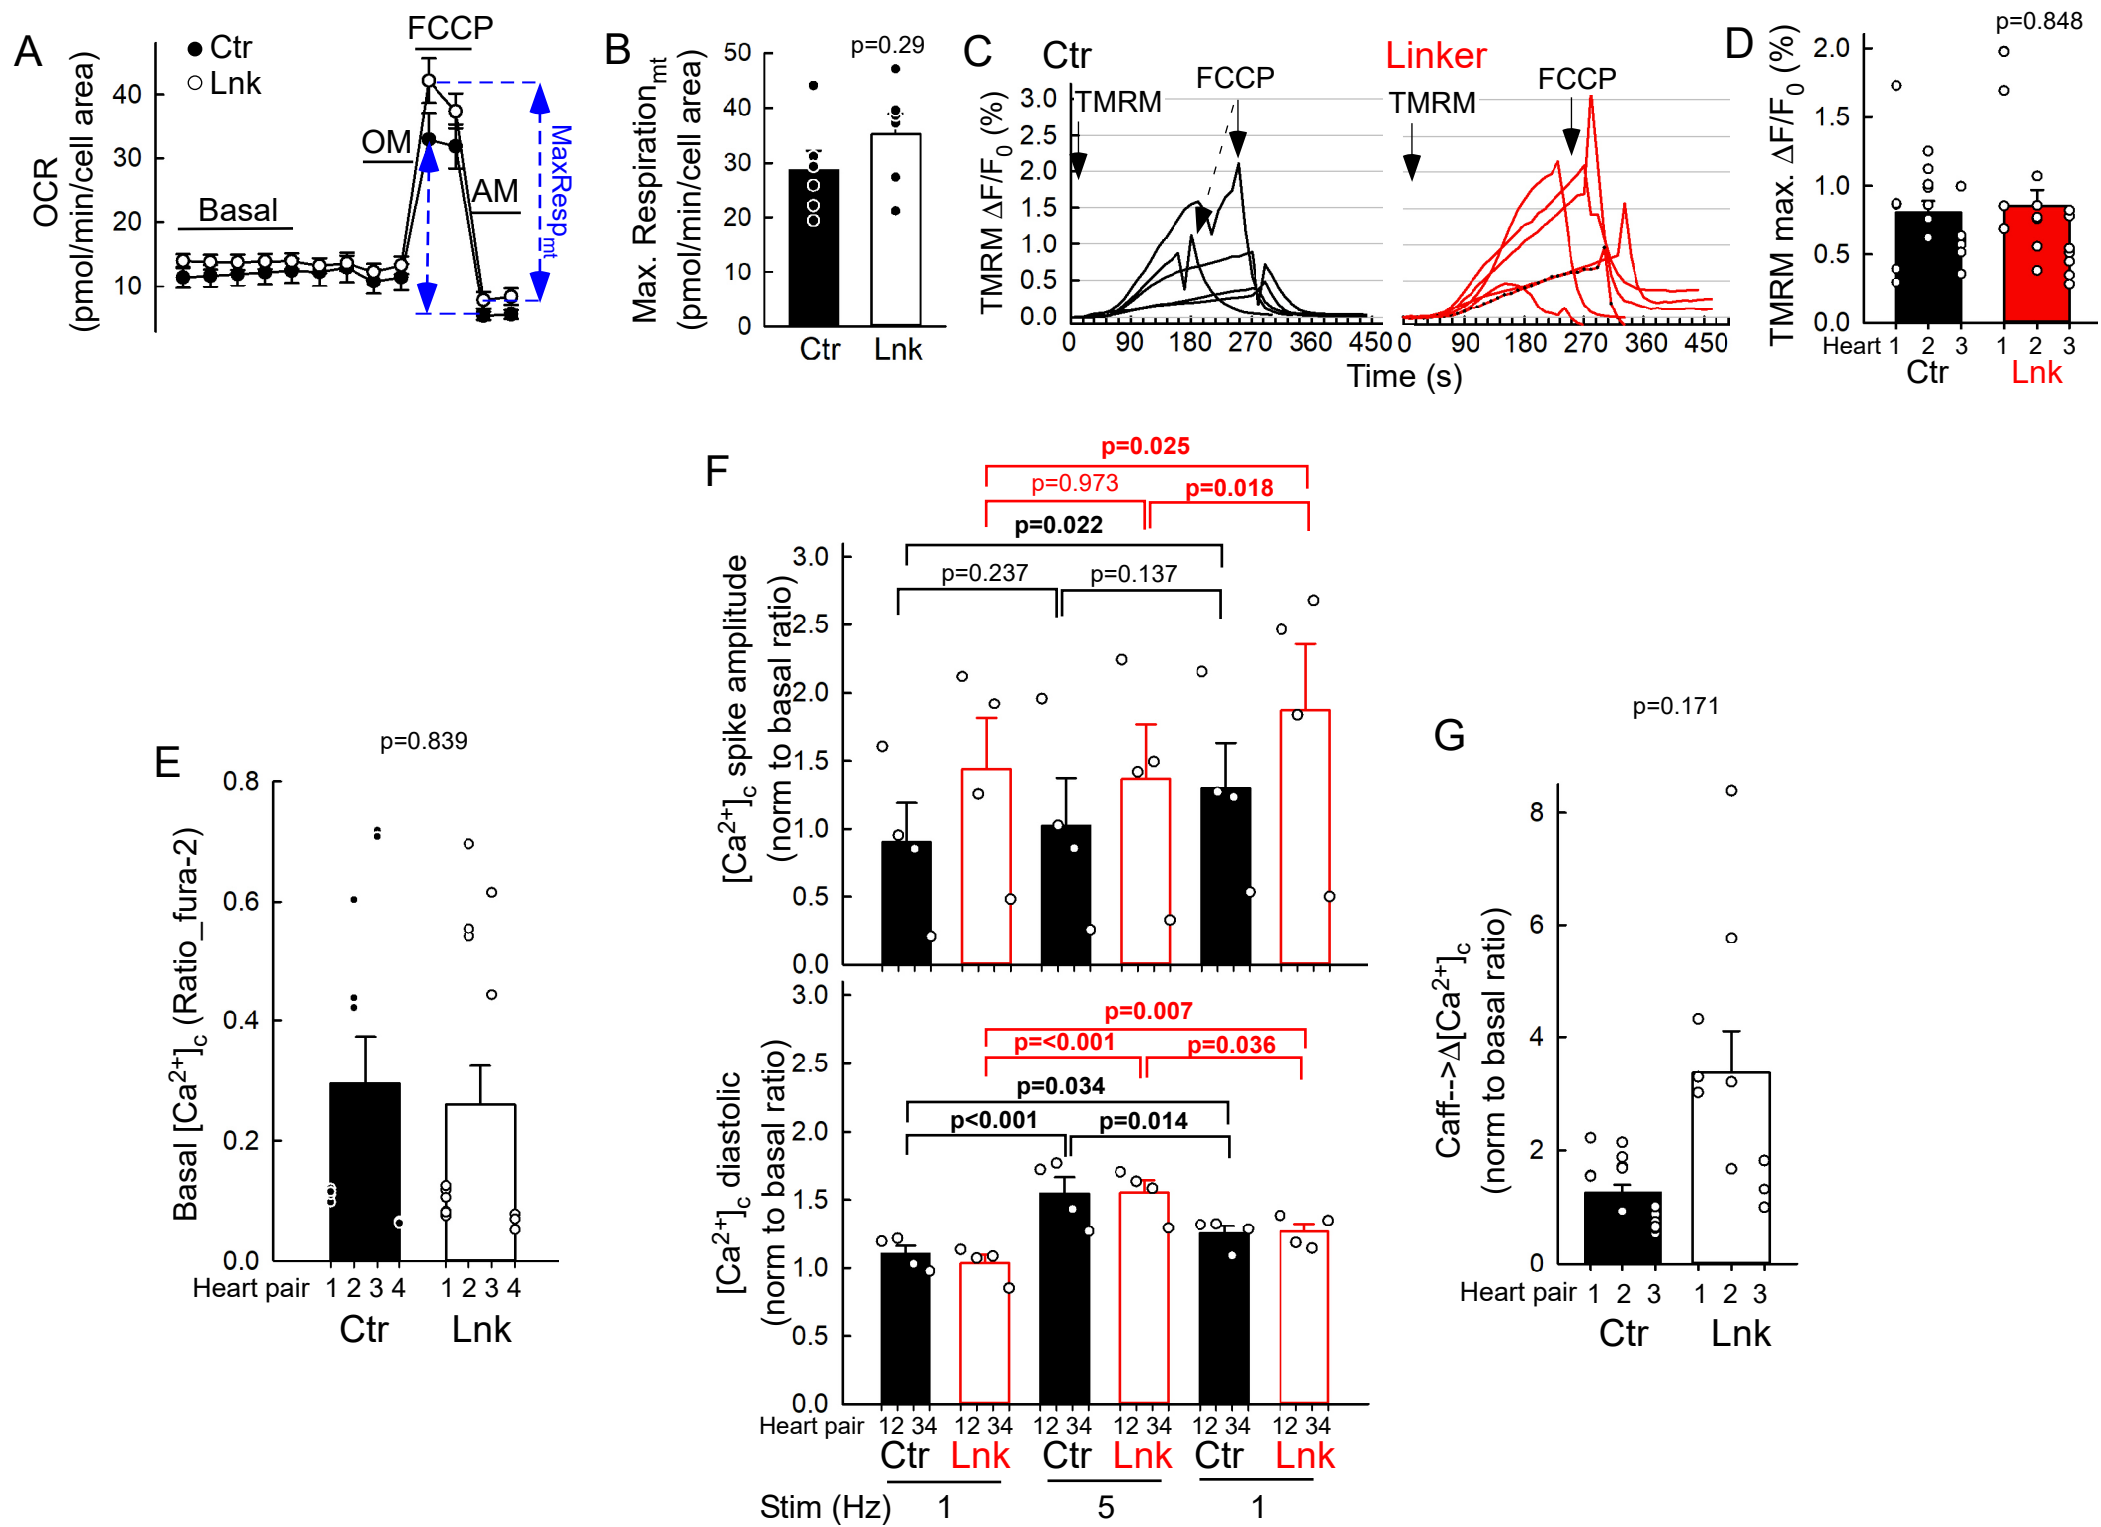 A
Ctr
Lnk
FCCP
OM
AM
Basal
MaxResp_mt
OCR
(pmol/min/cell area)
40
30
20
10
B
p=0.29
Max. Respiration_mt
(pmol/min/cell area)
50
40
30
20
10
0
Ctr Lnk
C
Ctr
Linker
FCCP
FCCP
TMRM
TMRM
TMRM ΔF/F_0 (%)
3.0
2.5
2.0
1.5
1.0
0.5
0.0
0 90 180 270 360 450
0 90 180 270 360 450
Time (s)
D
p=0.848
TMRM max. ΔF/F_0 (%)
2.0
1.5
1.0
0.5
0.0
Heart 1 2 3 1 2 3
Ctr Lnk
E
p=0.839
Basal [Ca^2+]_c (Ratio_fura-2)
0.8
0.6
0.4
0.2
0.0
Heart pair 1 2 3 4 1 2 3 4
Ctr Lnk
F
p=0.025
p=0.973
p=0.018
p=0.022
p=0.237
p=0.137
[Ca^2+]_c spike amplitude
(norm to basal ratio)
3.0
2.5
2.0
1.5
1.0
0.5
0.0
p=0.007
p=<0.001
p=0.036
p=0.034
p<0.001
p=0.014
[Ca^2+]_c diastolic
(norm to basal ratio)
3.0
2.5
2.0
1.5
1.0
0.5
0.0
Heart pair 12 34 12 34 12 34 12 34 12 34 12 34
Ctr Lnk Ctr Lnk Ctr Lnk
Stim (Hz) 1 5 1
G
p=0.171
Caff-->Δ[Ca^2+]_c
(norm to basal ratio)
8
6
4
2
0
Heart pair 1 2 3 1 2 3
Ctr Lnk